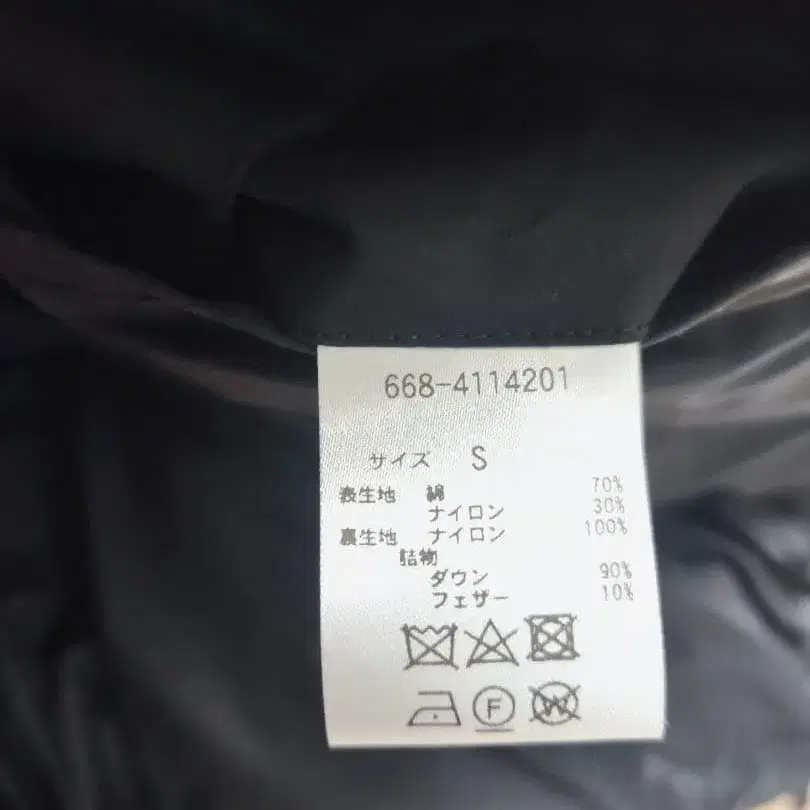 668-4114201
サイズ S
表生地 綿 70%
ナイロン 30%
裏生地 ナイロン 100%
詰物
ダウン 90%
フェザー 10%
F W